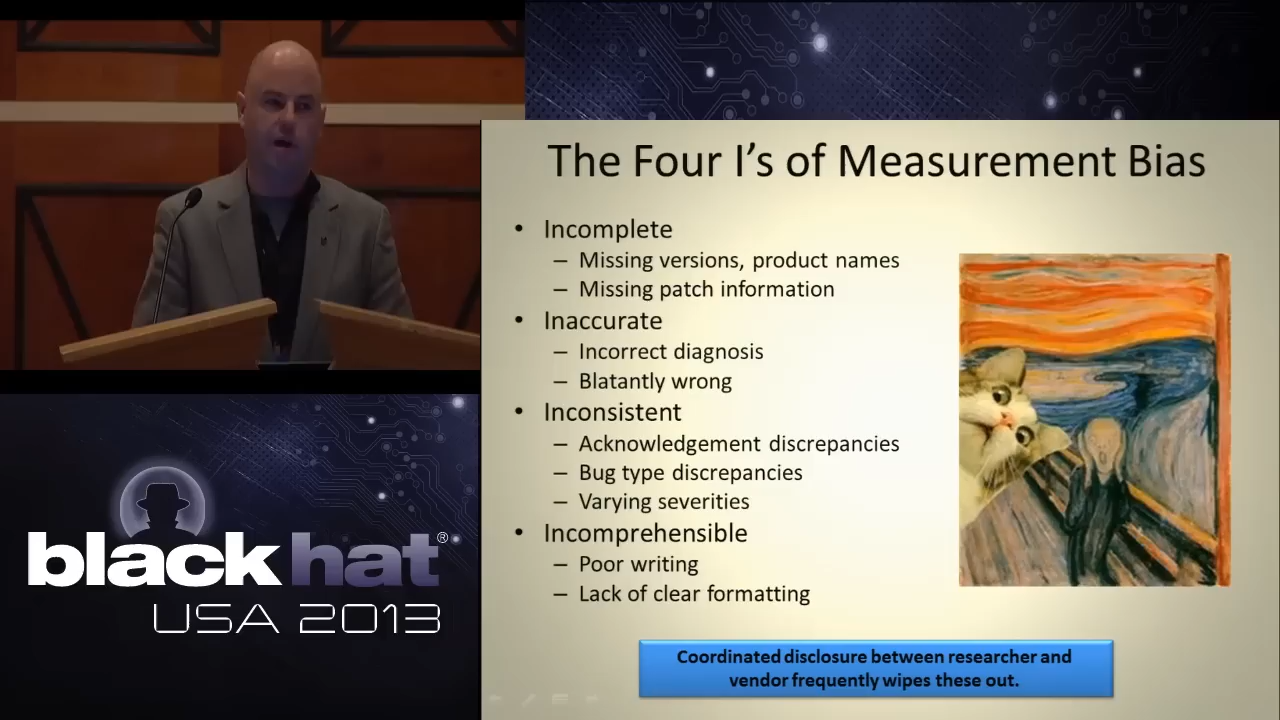 The Four I's of Measurement Bias
• Incomplete
– Missing versions, product names
– Missing patch information
• Inaccurate
– Incorrect diagnosis
– Blatantly wrong
• Inconsistent
– Acknowledgement discrepancies
– Bug type discrepancies
– Varying severities
• Incomprehensible
– Poor writing
– Lack of clear formatting
Coordinated disclosure between researcher and
vendor frequently wipes these out.
black hat®
USA 2013